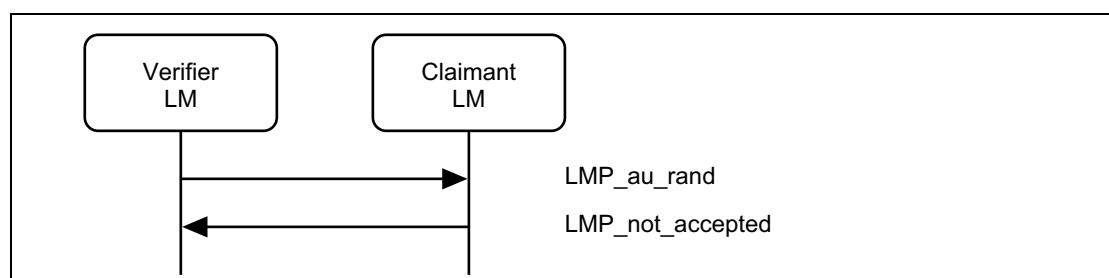 Verifier
LM
Claimant
LM
LMP_au_rand
LMP_not_accepted